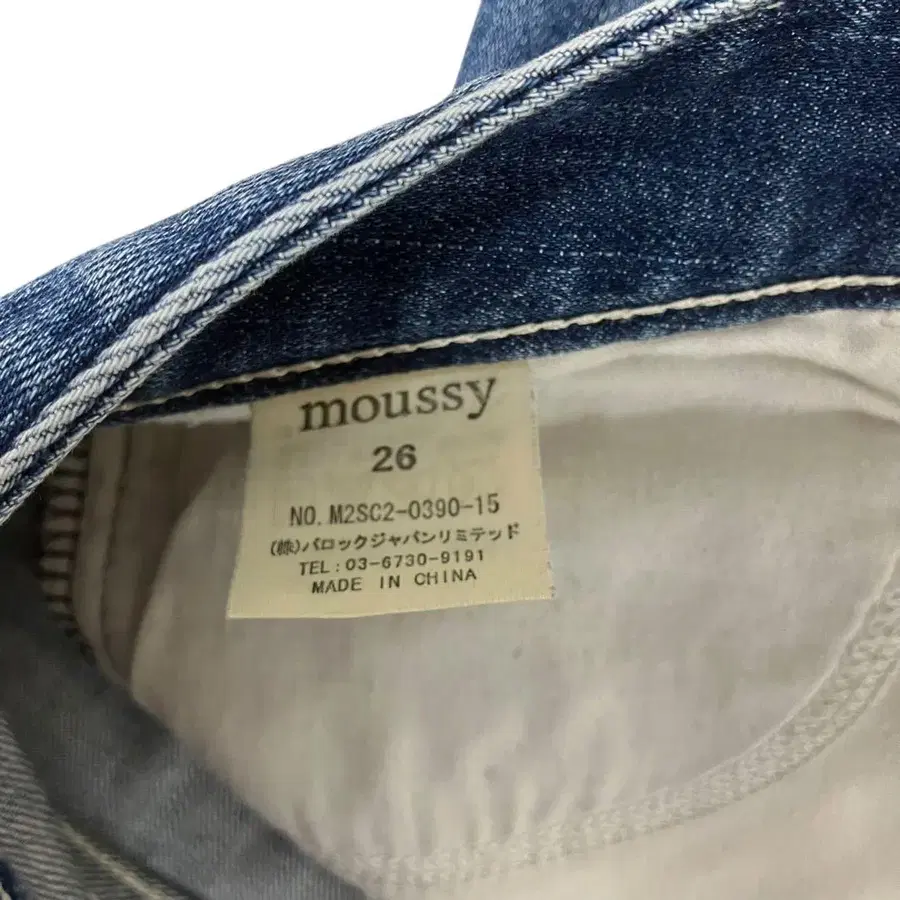 moussy
26
NO. M2SC2-0390-15
(株)バロックジャパンリミテッド
TEL:03-6730-9191
MADE IN CHINA